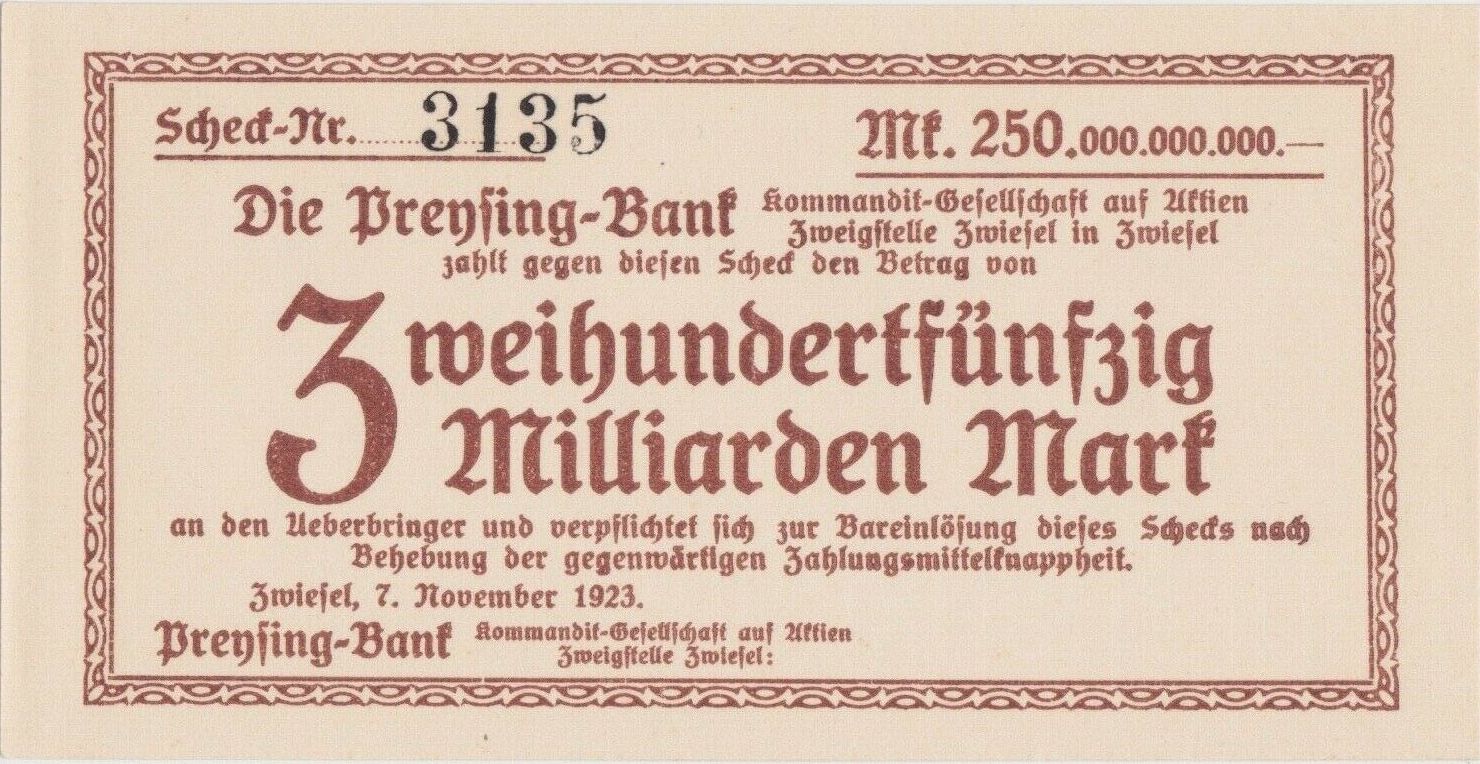 Scheck-Nr. 3135
Mk. 250.000.000.000.—
Die Preysing-Bank Kommandit-Gesellschaft auf Aktien
Zweigstelle Zwiesel in Zwiesel
zahlt gegen diesen Scheck den Betrag von
Zweihundertfünfzig
Milliarden Mark
an den Ueberbringer und verpflichtet sich zur Bareinlösung dieses Schecks nach
Behebung der gegenwärtigen Zahlungsmittelknappheit.
Zwiesel, 7. November 1923.
Preysing-Bank Kommandit-Gesellschaft auf Aktien
Zweigstelle Zwiesel: